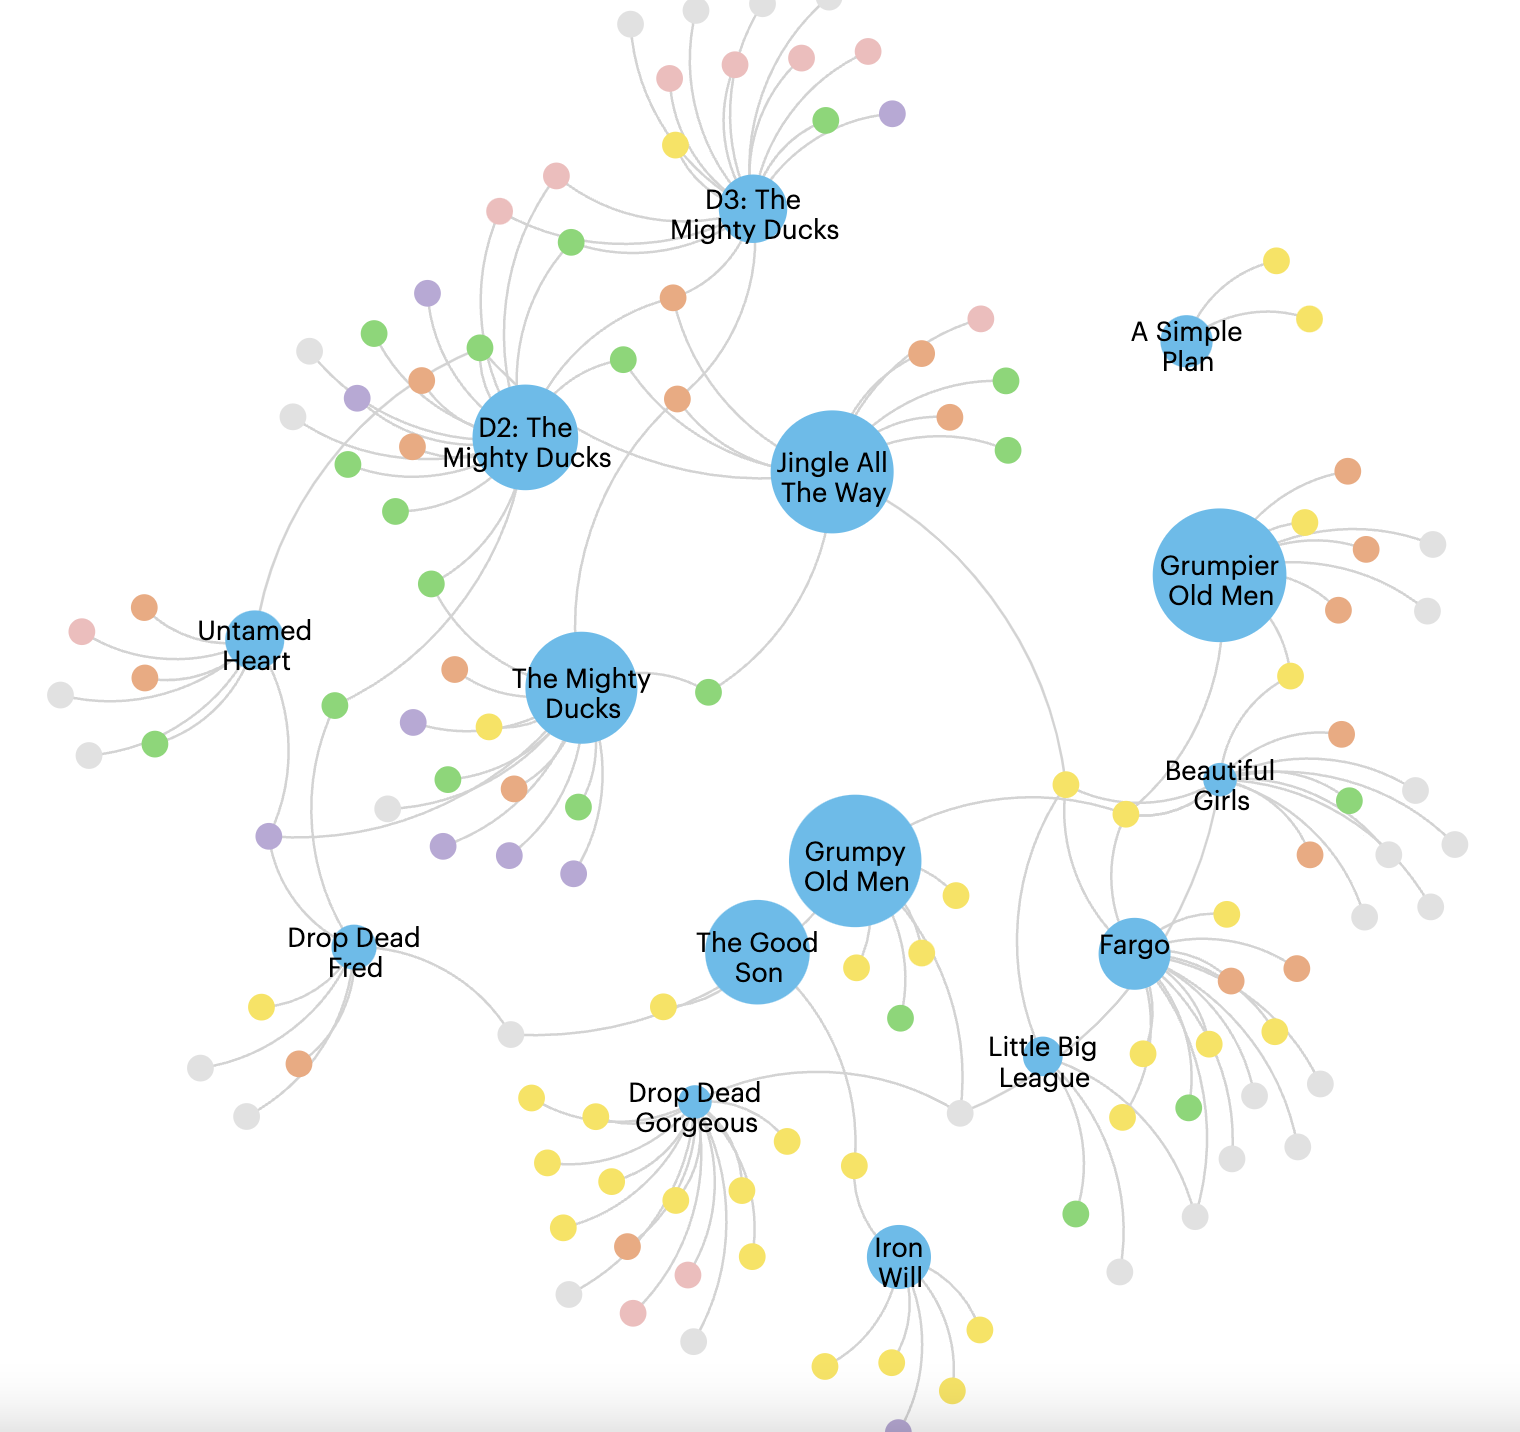 D3: The
Mighty Ducks
A Simple
Plan
D2: The
Mighty Ducks
Jingle All
The Way
Grumpier
Old Men
Untamed
Heart
The Mighty
Ducks
Beautiful
Girls
Grumpy
Old Men
The Good
Son
Fargo
Drop Dead
Fred
Little Big
League
Drop Dead
Gorgeous
Iron
Will